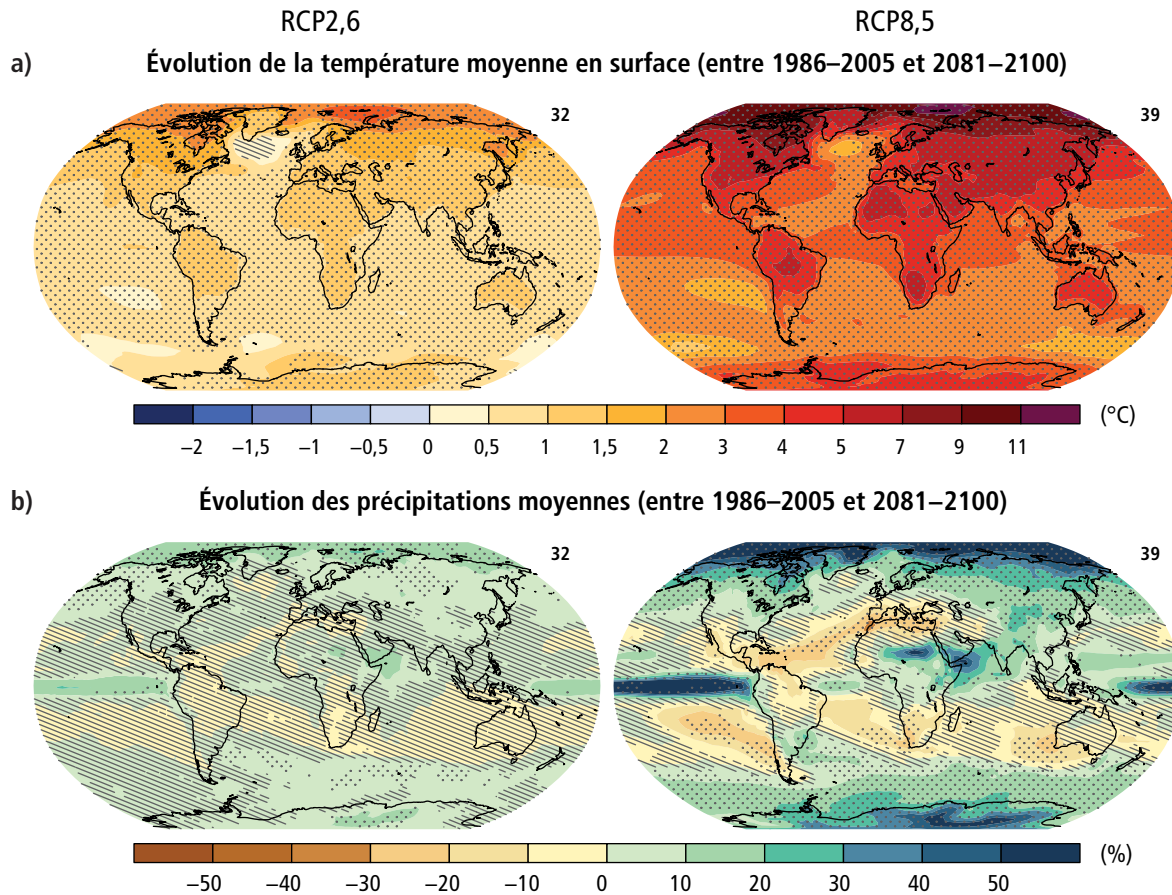 RCP2,6 RCP8,5
a) Évolution de la température moyenne en surface (entre 1986–2005 et 2081–2100)
32 39
−2 −1,5 −1 −0,5 0 0,5 1 1,5 2 3 4 5 7 9 11 (°C)
b) Évolution des précipitations moyennes (entre 1986–2005 et 2081–2100)
32 39
−50 −40 −30 −20 −10 0 10 20 30 40 50 (%)